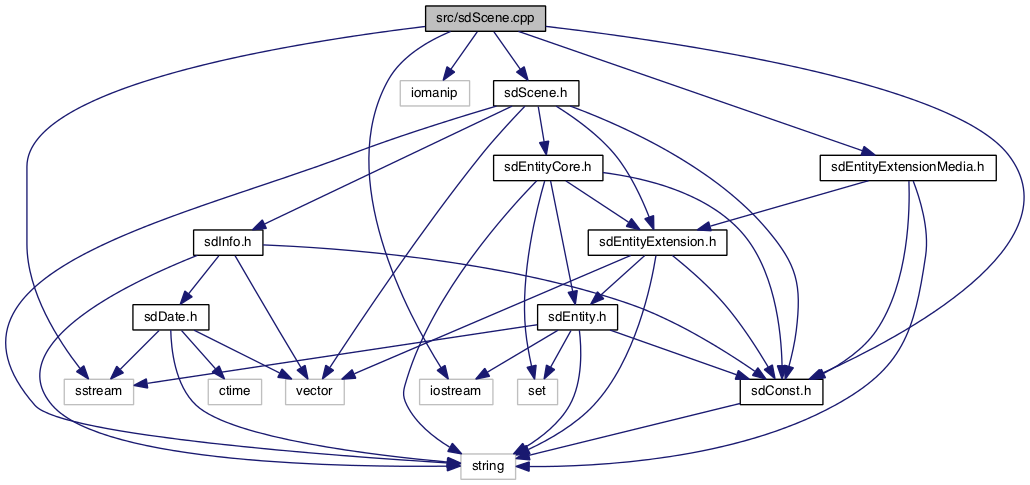 src/sdScene.cpp
iomanip
sdScene.h
sdEntityCore.h
sdEntityExtensionMedia.h
sdInfo.h
sdEntityExtension.h
sdDate.h
sdEntity.h
sstream
ctime
vector
iostream
set
sdConst.h
string